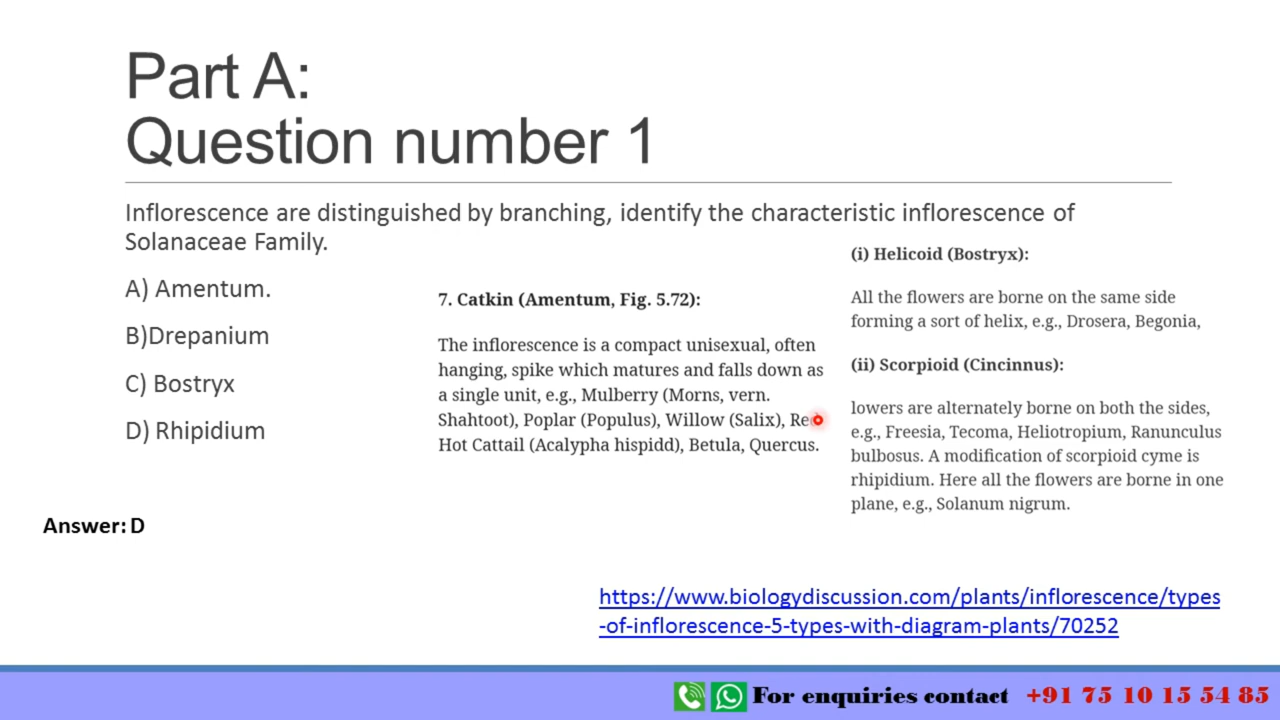 Part A:
Question number 1
Inflorescence are distinguished by branching, identify the characteristic inflorescence of
Solanaceae Family.
A) Amentum.
B)Drepanium
C) Bostryx
D) Rhipidium
Answer: D
7. Catkin (Amentum, Fig. 5.72):
The inflorescence is a compact unisexual, often
hanging, spike which matures and falls down as
a single unit, e.g., Mulberry (Morns, vern.
Shahtoot), Poplar (Populus), Willow (Salix),
Hot Cattail (Acalypha hispidd), Betula, Quercus.
(i) Helicoid (Bostryx):
All the flowers are borne on the same side
forming a sort of helix, e.g., Drosera, Begonia,
(ii) Scorpioid (Cincinnus):
lowers are alternately borne on both the sides,
e.g., Freesia, Tecoma, Heliotropium, Ranunculus
bulbosus. A modification of scorpioid cyme is
rhipidium. Here all the flowers are borne in one
plane, e.g., Solanum nigrum.
https://www.biologydiscussion.com/plants/inflorescence/types
-of-inflorescence-5-types-with-diagram-plants/70252
For enquiries contact +91 75 10 15 54 85